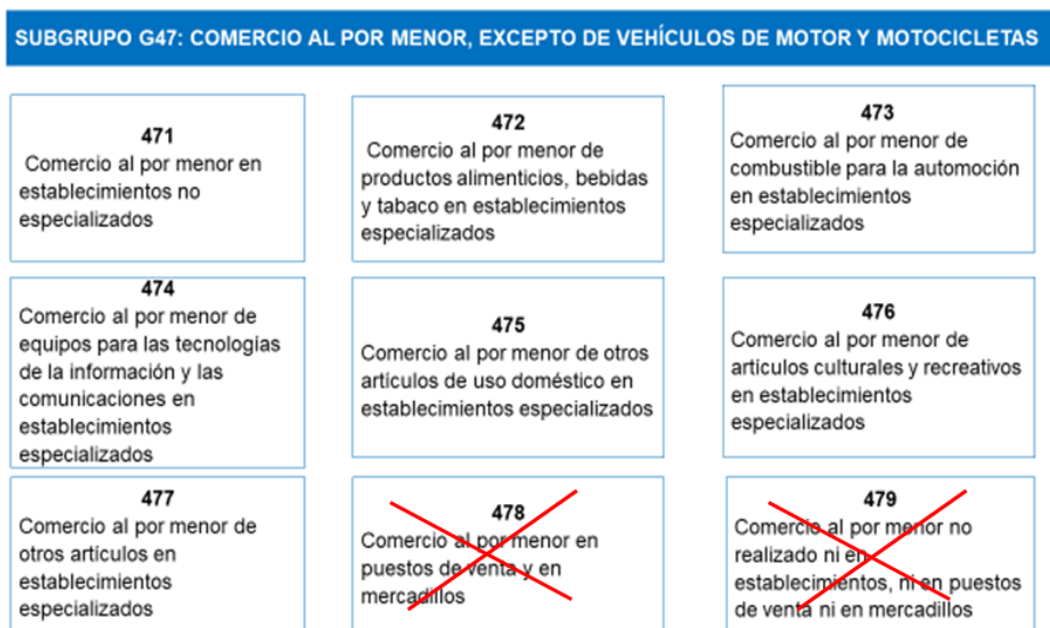 SUBGRUPO G47: COMERCIO AL POR MENOR, EXCEPTO DE VEHÍCULOS DE MOTOR Y MOTOCICLETAS
471
Comercio al por menor en
establecimientos no
especializados
472
Comercio al por menor de
productos alimenticios, bebidas
y tabaco en establecimientos
especializados
473
Comercio al por menor de
combustible para la automoción
en establecimientos
especializados
474
Comercio al por menor de
equipos para las tecnologías
de la información y las
comunicaciones en
establecimientos
especializados
475
Comercio al por menor de otros
artículos de uso doméstico en
establecimientos especializados
476
Comercio al por menor de
artículos culturales y recreativos
en establecimientos
especializados
477
Comercio al por menor de
otros artículos en
establecimientos
especializados
478
Comercio al por menor en
puestos de venta y en
mercadillos
479
Comercio al por menor no
realizado ni en
establecimientos, ni en puestos
de venta ni en mercadillos